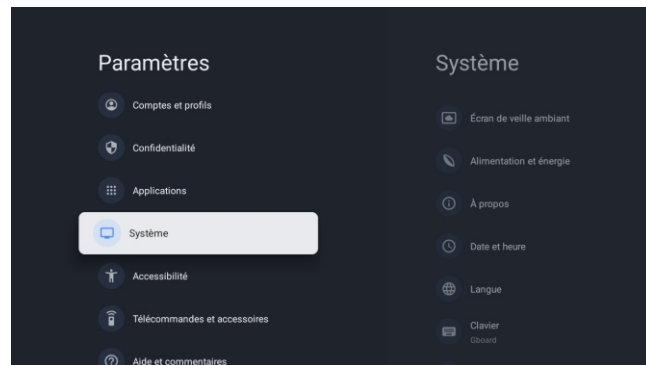 Paramètres
Comptes et profils
Confidentialité
Applications
Système
Accessibilité
Télécommandes et accessoires
Aide et commentaires
Système
Écran de veille ambiant
Alimentation et énergie
À propos
Date et heure
Langue
Clavier
Gboard